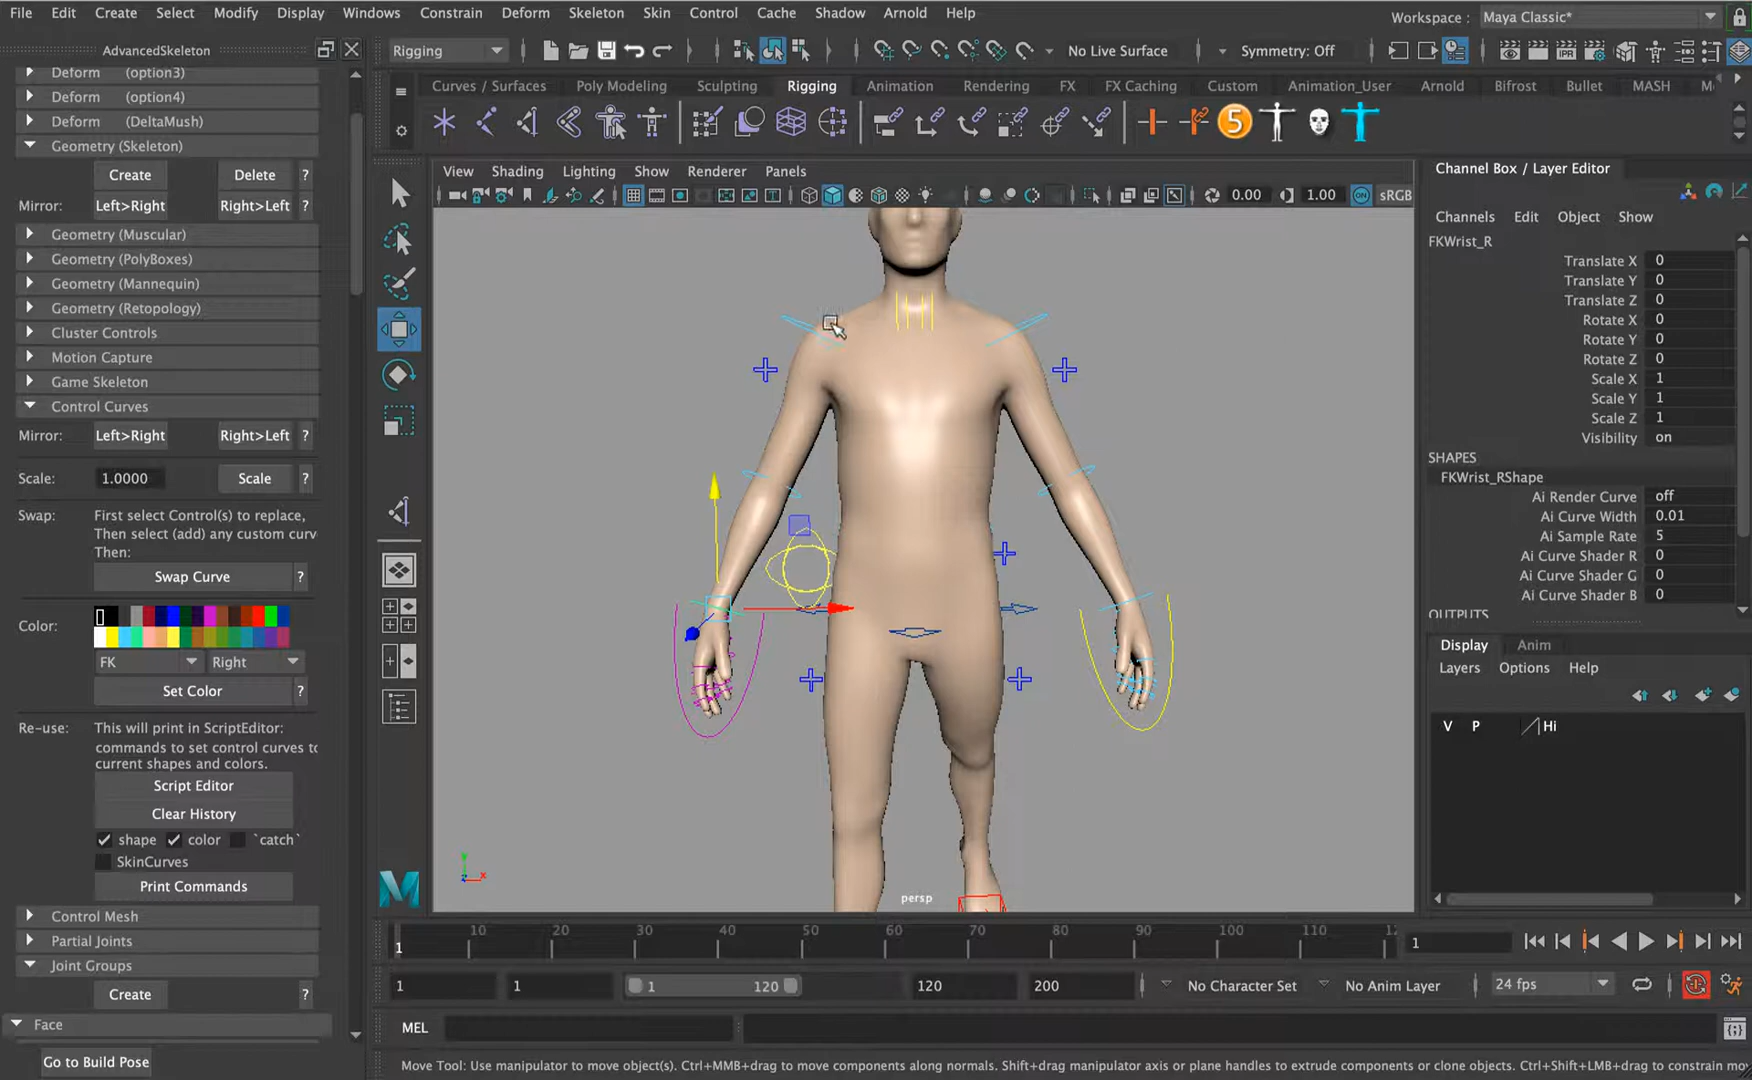 File Edit Create Select Modify Display Windows Mesh Constrain Deform Skeleton Skin Control Cache Shadow Arnold Help
Workspace : Maya Classic*
AdvancedSkeleton
Rigging
No Live Surface
Symmetry: Off
Deform (option3)
Deform (option4)
Deform (DeltaMush)
Geometry (Skeleton)
Create Delete ?
Mirror: Left>Right Right>Left
Geometry (Muscular)
Geometry (PolyBoxes)
Geometry (Mannequin)
Geometry (Retopology)
Cluster Controls
Motion Capture
Game Skeleton
Control Curves
Mirror: Left>Right Right>Left ?
Scale: 1.0000 Scale ?
Swap: First select Control(s) to replace,
Then select (add) any custom curv
Then:
Swap Curve ?
Color:
FK Right
Set Color ?
Re-use: This will print in ScriptEditor:
commands to set control curves to
current shapes and colors.
Script Editor
Clear History
shape color `catch`
SkinCurves
Print Commands
Control Mesh
Partial Joints
Joint Groups
Create ?
Face
Go to Build Pose
Curves / Surfaces Poly Modeling Sculpting Rigging Animation Rendering FX FX Caching Custom Animation_User Arnold Bifrost Bullet MASH
5
View Shading Lighting Show Renderer Panels
0.00 1.00 ON sRGB
persp
Channel Box / Layer Editor
Channels Edit Object Show
FKWrist_R
Translate X 0
Translate Y 0
Translate Z 0
Rotate X 0
Rotate Y 0
Rotate Z 0
Scale X 1
Scale Y 1
Scale Z 1
Visibility on
SHAPES
FKWrist_RShape
Ai Render Curve off
Ai Curve Width 0.01
Ai Sample Rate 5
Ai Curve Shader R 0
Ai Curve Shader G 0
Ai Curve Shader B 0
OUTPUTS
Display Anim
Layers Options Help
V P Hi
10 20 30 40 50 60 70 80 90 100 110 12
1
1
1 1 1 120 120 200
No Character Set
No Anim Layer
24 fps
MEL
Move Tool: Use manipulator to move object(s). Ctrl+MMB+drag to move components along normals. Shift+drag manipulator axis or plane handles to extrude components or clone objects. Ctrl+Shift+LMB+drag to constrain mo